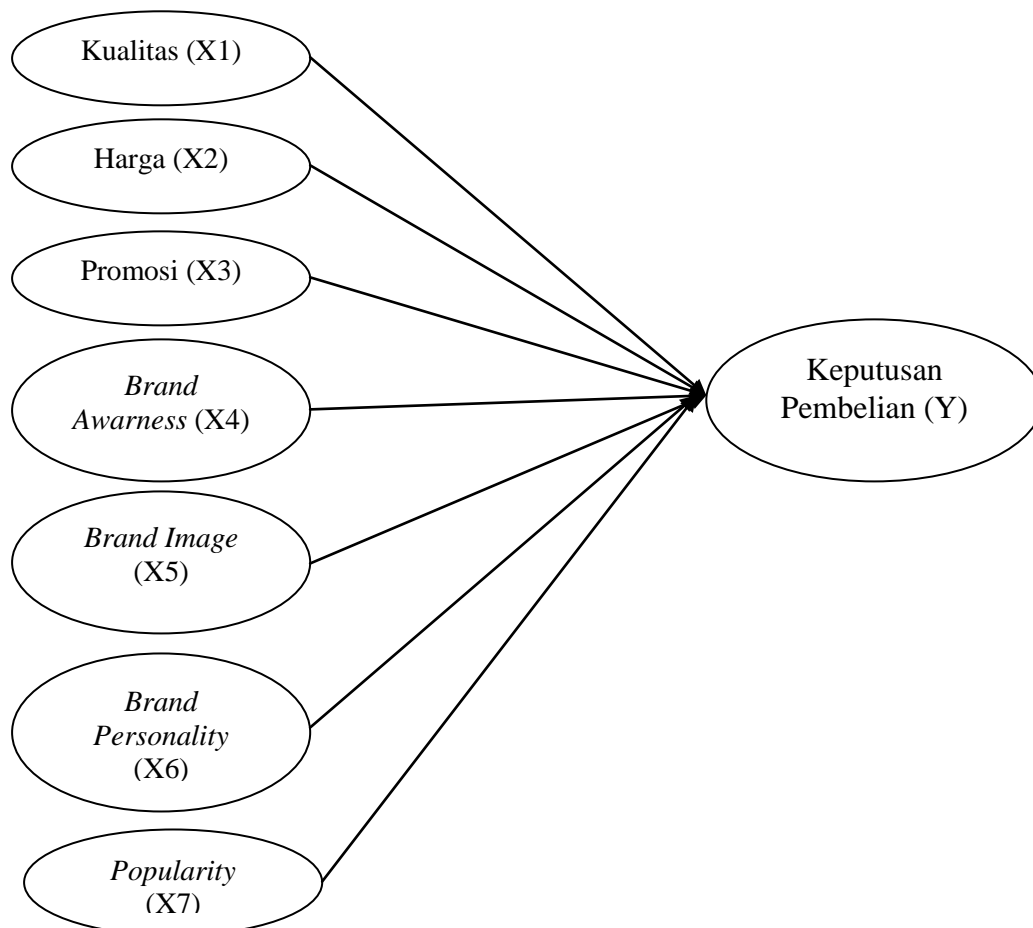 Kualitas (X1)
Harga (X2)
Promosi (X3)
Brand
Awarness (X4)
Keputusan
Pembelian (Y)
Brand Image
(X5)
Brand
Personality
(X6)
Popularity
(X7)